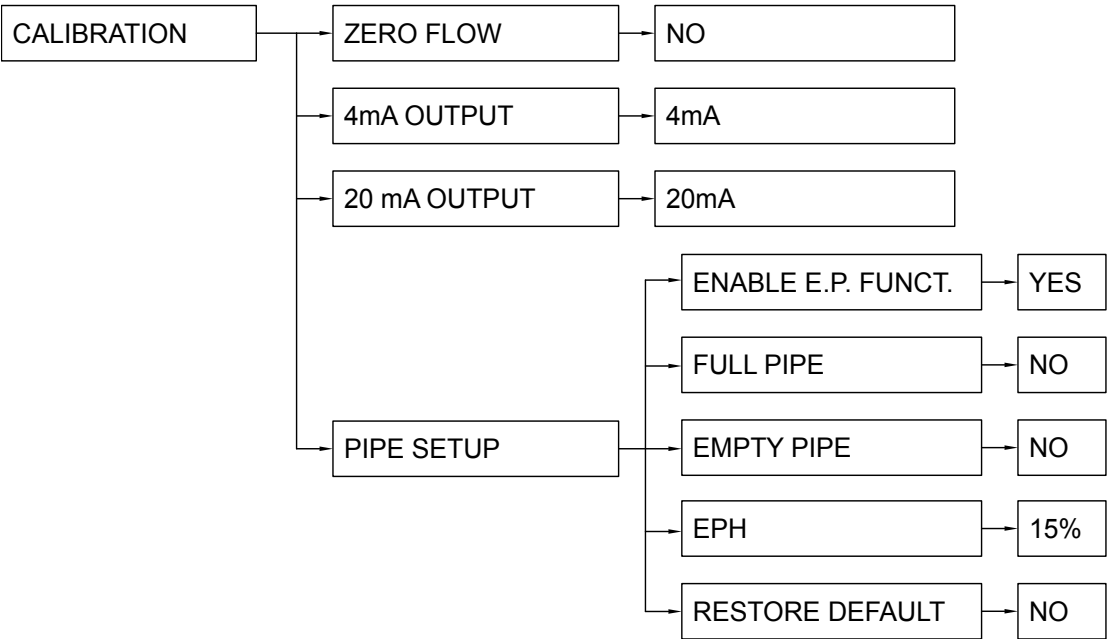 CALIBRATION
ZERO FLOW
NO
4mA OUTPUT
4mA
20 mA OUTPUT
20mA
PIPE SETUP
ENABLE E.P. FUNCT.
YES
FULL PIPE
NO
EMPTY PIPE
NO
EPH
15%
RESTORE DEFAULT
NO